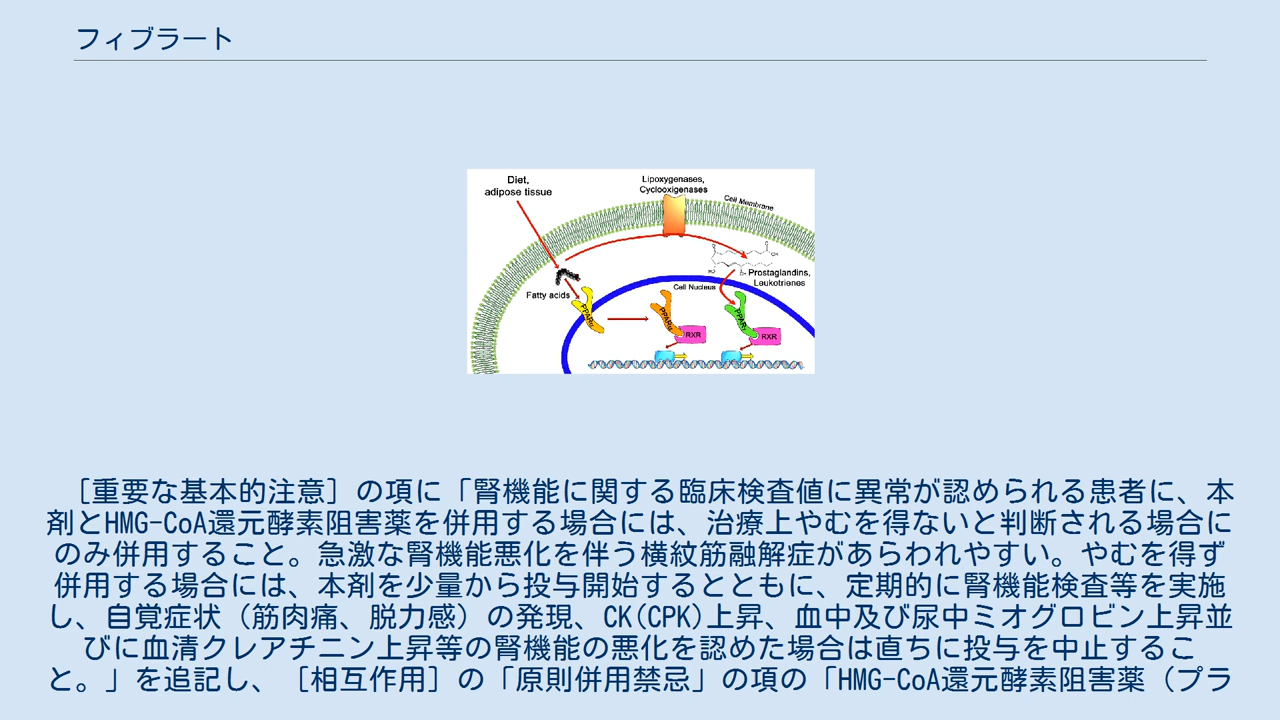 フィブラート
Diet,
adipose tissue
Lipoxygenases,
Cyclooxigenases
Cell Membrane
Fatty acids
Cell Nucleus
Prostaglandins,
Leukotrienes
HO
OH
OH
PPARα
PPARα
PPARγ
RXR
RXR
［重要な基本的注意］の項に「腎機能に関する臨床検査値に異常が認められる患者に、本
剤とHMG-CoA還元酵素阻害薬を併用する場合には、治療上やむを得ないと判断される場合に
のみ併用すること。急激な腎機能悪化を伴う横紋筋融解症があらわれやすい。やむを得ず
併用する場合には、本剤を少量から投与開始するとともに、定期的に腎機能検査等を実施
し、自覚症状（筋肉痛、脱力感）の発現、CK(CPK)上昇、血中及び尿中ミオグロビン上昇並
びに血清クレアチニン上昇等の腎機能の悪化を認めた場合は直ちに投与を中止するこ
と。」を追記し、［相互作用］の「原則併用禁忌」の項の「HMG-CoA還元酵素阻害薬（プラ